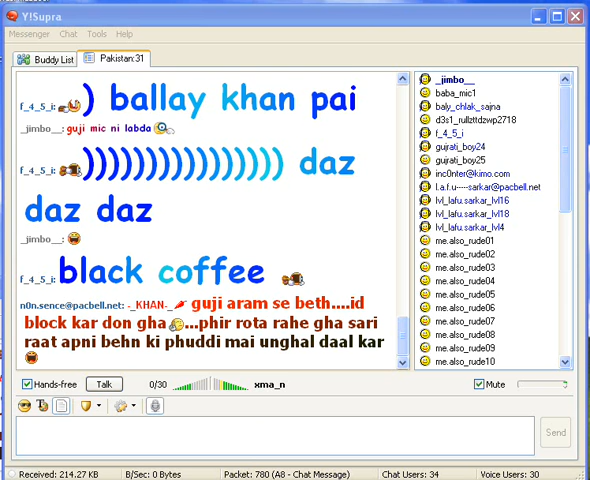 Y!Supra
Messenger Chat Tools Help
Buddy List Pakistan:31
f_4_5_i: ) ballay khan pai
_jimbo__: guji mic ni labda
f_4_5_i: ))))))))))))))) daz
daz daz
_jimbo__:
f_4_5_i: black coffee
n0n.sence@pacbell.net: -_KHAN-_ guji aram se beth....id
block kar don gha ...phir rota rahe gha sari
raat apni behn ki phuddi mai unghal daal kar
_jimbo__
baba_mic1
baly_chlak_sajna
d3s1_rullzttdzwp2718
f_4_5_i
gujrati_boy24
gujrati_boy25
inc0nter@kimo.com
l.a.f.u-----sarkar@pacbell.net
lvl_lafu.sarkar_lvl16
lvl_lafu.sarkar_lvl18
lvl_lafu.sarkar_lvl4
me.also_rude01
me.also_rude02
me.also_rude03
me.also_rude04
me.also_rude05
me.also_rude06
me.also_rude07
me.also_rude08
me.also_rude09
me.also_rude10
Hands-free Talk 0/30 xma_n Mute
Send
Received: 214.27 KB B/Sec: 0 Bytes Packet: 780 (A8 - Chat Message) Chat Users: 34 Voice Users: 30